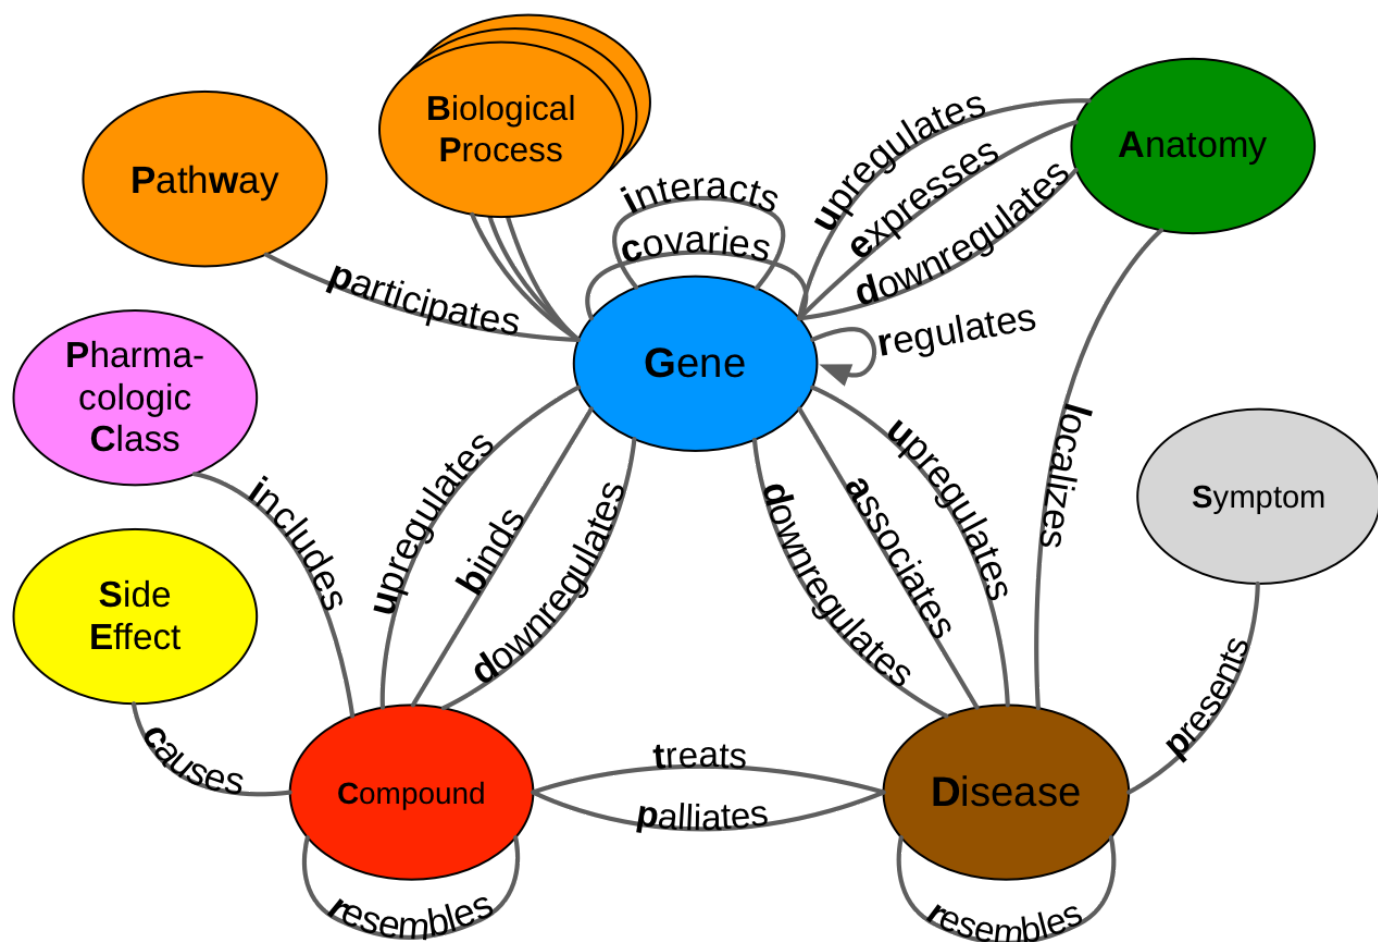 Biological
Process
Anatomy
Pathway
upregulates
expresses
downregulates
interacts
covaries
participates
regulates
Gene
Pharma-
cologic
Class
Symptom
includes
upregulates
binds
downregulates
downregulates
associates
upregulates
localizes
Side
Effect
causes
presents
treats
palliates
Compound
Disease
resembles
resembles